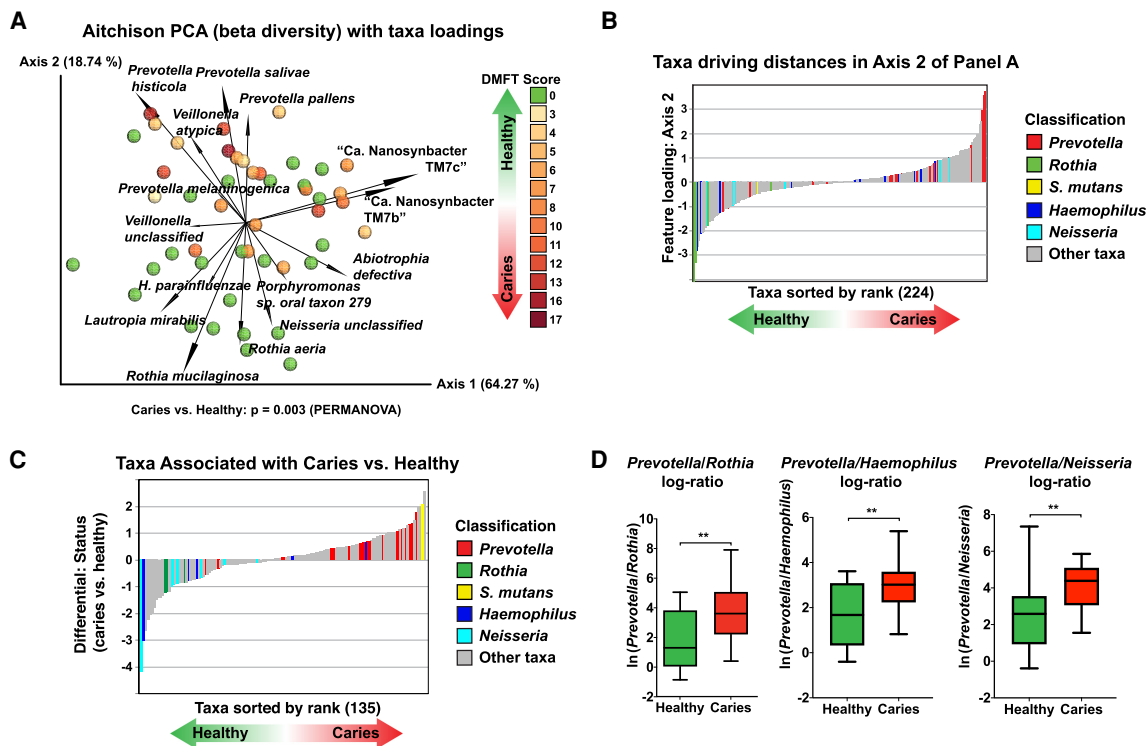 A
Aitchison PCA (beta diversity) with taxa loadings
Axis 2 (18.74 %)
Prevotella
histicola
Prevotella salivae
Prevotella pallens
Veillonella
atypica
“Ca. Nanosynbacter
TM7c”
Prevotella melaninogenica
“Ca. Nanosynbacter
TM7b”
Veillonella
unclassified
Abiotrophia
defectiva
H. parainfluenzae
Porphyromonas
sp. oral taxon 279
Lautropia mirabilis
Neisseria unclassified
Rothia aeria
Rothia mucilaginosa
Axis 1 (64.27 %)
Caries vs. Healthy: p = 0.003 (PERMANOVA)
DMFT Score
Healthy
Caries
0
3
4
5
6
7
8
10
11
12
13
16
17
B
Taxa driving distances in Axis 2 of Panel A
Feature loading: Axis 2
3
2
1
0
-1
-2
-3
Taxa sorted by rank (224)
Healthy
Caries
Classification
Prevotella
Rothia
S. mutans
Haemophilus
Neisseria
Other taxa
C
Taxa Associated with Caries vs. Healthy
Differential: Status
(caries vs. healthy)
2
1
0
-1
-2
-3
-4
Taxa sorted by rank (135)
Healthy
Caries
Classification
Prevotella
Rothia
S. mutans
Haemophilus
Neisseria
Other taxa
D
Prevotella/Rothia
log-ratio
ln (Prevotella/Rothia)
10
8
6
4
2
0
-2
**
Healthy Caries
Prevotella/Haemophilus
log-ratio
ln (Prevotella/Haemophilus)
8
6
4
2
0
-2
**
Healthy Caries
Prevotella/Neisseria
log-ratio
ln (Prevotella/Neisseria)
8
6
4
2
0
-2
**
Healthy Caries